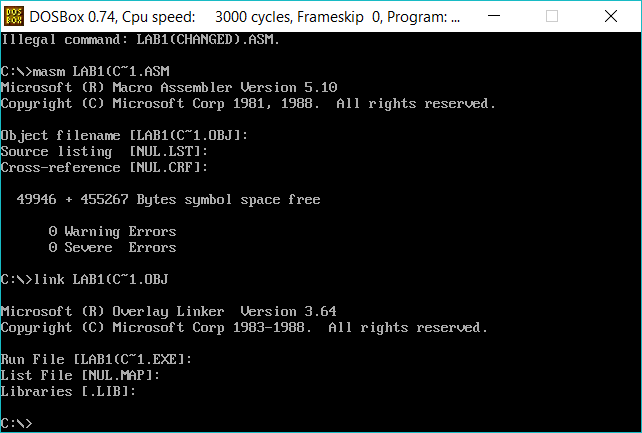 DOS
BOX
DOSBox 0.74, Cpu speed: 3000 cycles, Frameskip 0, Program: ...
Illegal command: LAB1(CHANGED).ASM.
C:\>masm LAB1(C~1.ASM
Microsoft (R) Macro Assembler Version 5.10
Copyright (C) Microsoft Corp 1981, 1988.  All rights reserved.
Object filename [LAB1(C~1.OBJ]:
Source listing  [NUL.LST]:
Cross-reference [NUL.CRF]:
49946 + 455267 Bytes symbol space free
0 Warning Errors
0 Severe  Errors
C:\>link LAB1(C~1.OBJ
Microsoft (R) Overlay Linker  Version 3.64
Copyright (C) Microsoft Corp 1983-1988.  All rights reserved.
Run File [LAB1(C~1.EXE]:
List File [NUL.MAP]:
Libraries [.LIB]:
C:\>